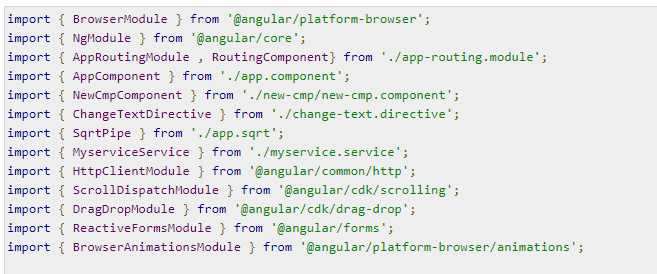 import { BrowserModule } from '@angular/platform-browser';
import { NgModule } from '@angular/core';
import { AppRoutingModule , RoutingComponent} from './app-routing.module';
import { AppComponent } from './app.component';
import { NewCmpComponent } from './new-cmp/new-cmp.component';
import { ChangeTextDirective } from './change-text.directive';
import { SqrtPipe } from './app.sqrt';
import { MyserviceService } from './myservice.service';
import { HttpClientModule } from '@angular/common/http';
import { ScrollDispatchModule } from '@angular/cdk/scrolling';
import { DragDropModule } from '@angular/cdk/drag-drop';
import { ReactiveFormsModule } from '@angular/forms';
import { BrowserAnimationsModule } from '@angular/platform-browser/animations';